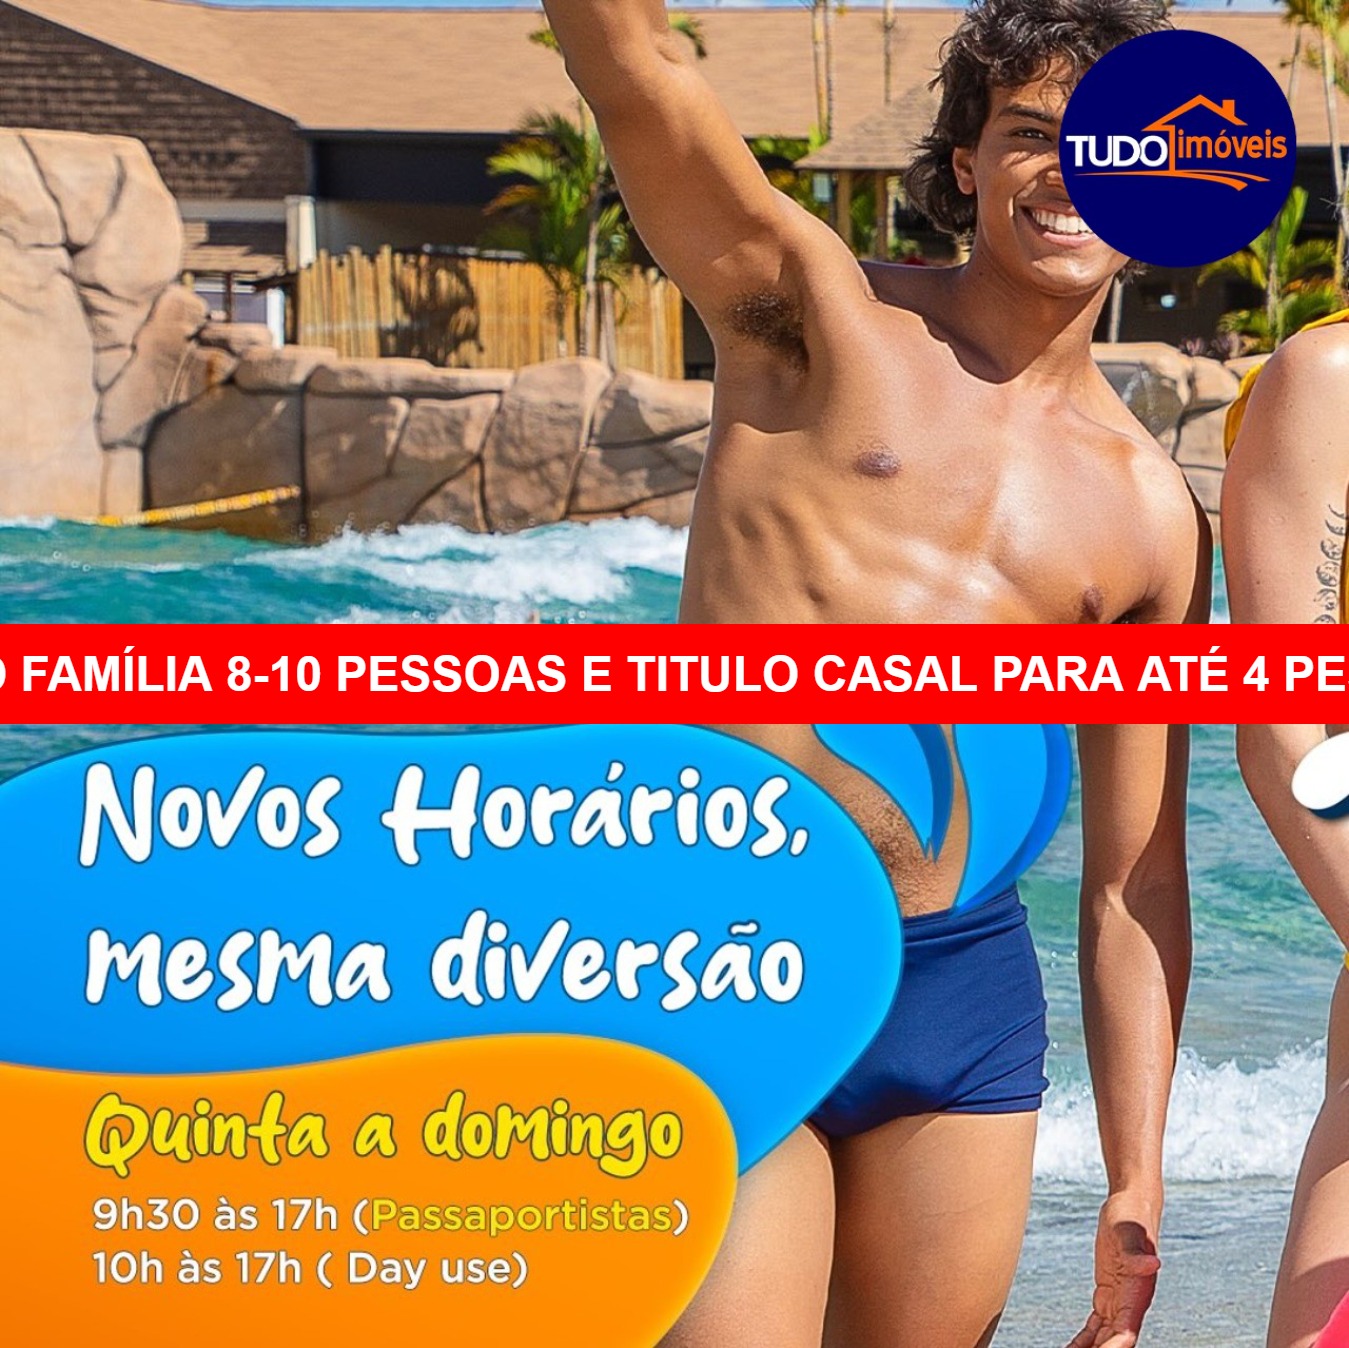 TUDO imóveis
FAMÍLIA 8-10 PESSOAS E TITULO CASAL PARA ATÉ 4
Novos Horários,
mesma diversão
Quinta a domingo
9h30 às 17h (Passaportistas)
10h às 17h ( Day use)